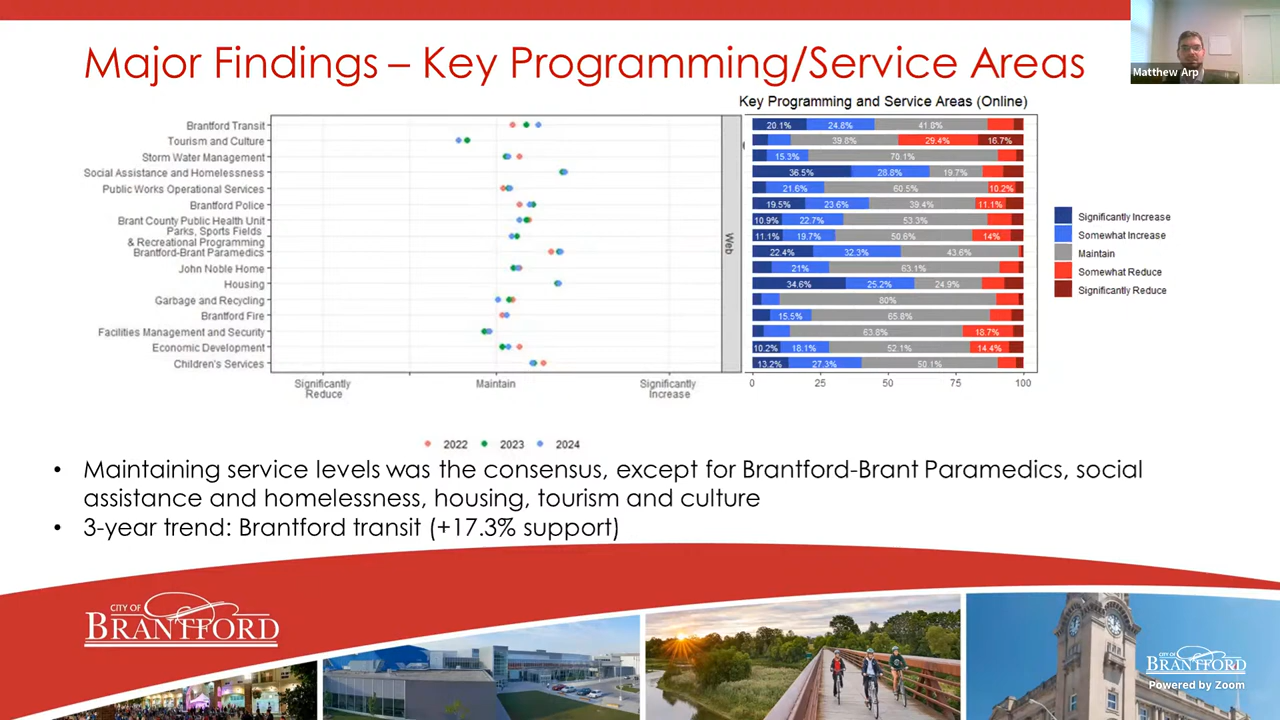 Major Findings – Key Programming/Service Areas
Matthew Arp
Key Programming and Service Areas (Online)
Brantford Transit
Tourism and Culture
Storm Water Management
Social Assistance and Homelessness
Public Works Operational Services
Brantford Police
Brant County Public Health Unit
Parks, Sports Fields
& Recreational Programming
Brantford-Brant Paramedics
John Noble Home
Housing
Garbage and Recycling
Brantford Fire
Facilities Management and Security
Economic Development
Children's Services
Significantly
Reduce
Maintain
Significantly
Increase
Web
2022 2023 2024
20.1% 24.8% 41.8%
39.8% 29.4% 16.7%
15.3% 70.1%
36.5% 28.8% 19.7%
21.6% 60.5% 10.2%
19.5% 23.6% 39.4% 11.1%
10.9% 22.7% 53.3%
11.1% 19.7% 50.6% 14%
22.4% 32.3% 43.6%
21% 63.1%
34.6% 25.2% 24.9%
80%
15.5% 65.8%
63.8% 18.7%
10.2% 18.1% 52.1% 14.4%
13.2% 27.3% 50.1%
0 25 50 75 100
Significantly Increase
Somewhat Increase
Maintain
Somewhat Reduce
Significantly Reduce
• Maintaining service levels was the consensus, except for Brantford-Brant Paramedics, social
assistance and homelessness, housing, tourism and culture
• 3-year trend: Brantford transit (+17.3% support)
CITY OF
BRANTFORD
CITY OF
BRANTFORD
Powered by Zoom